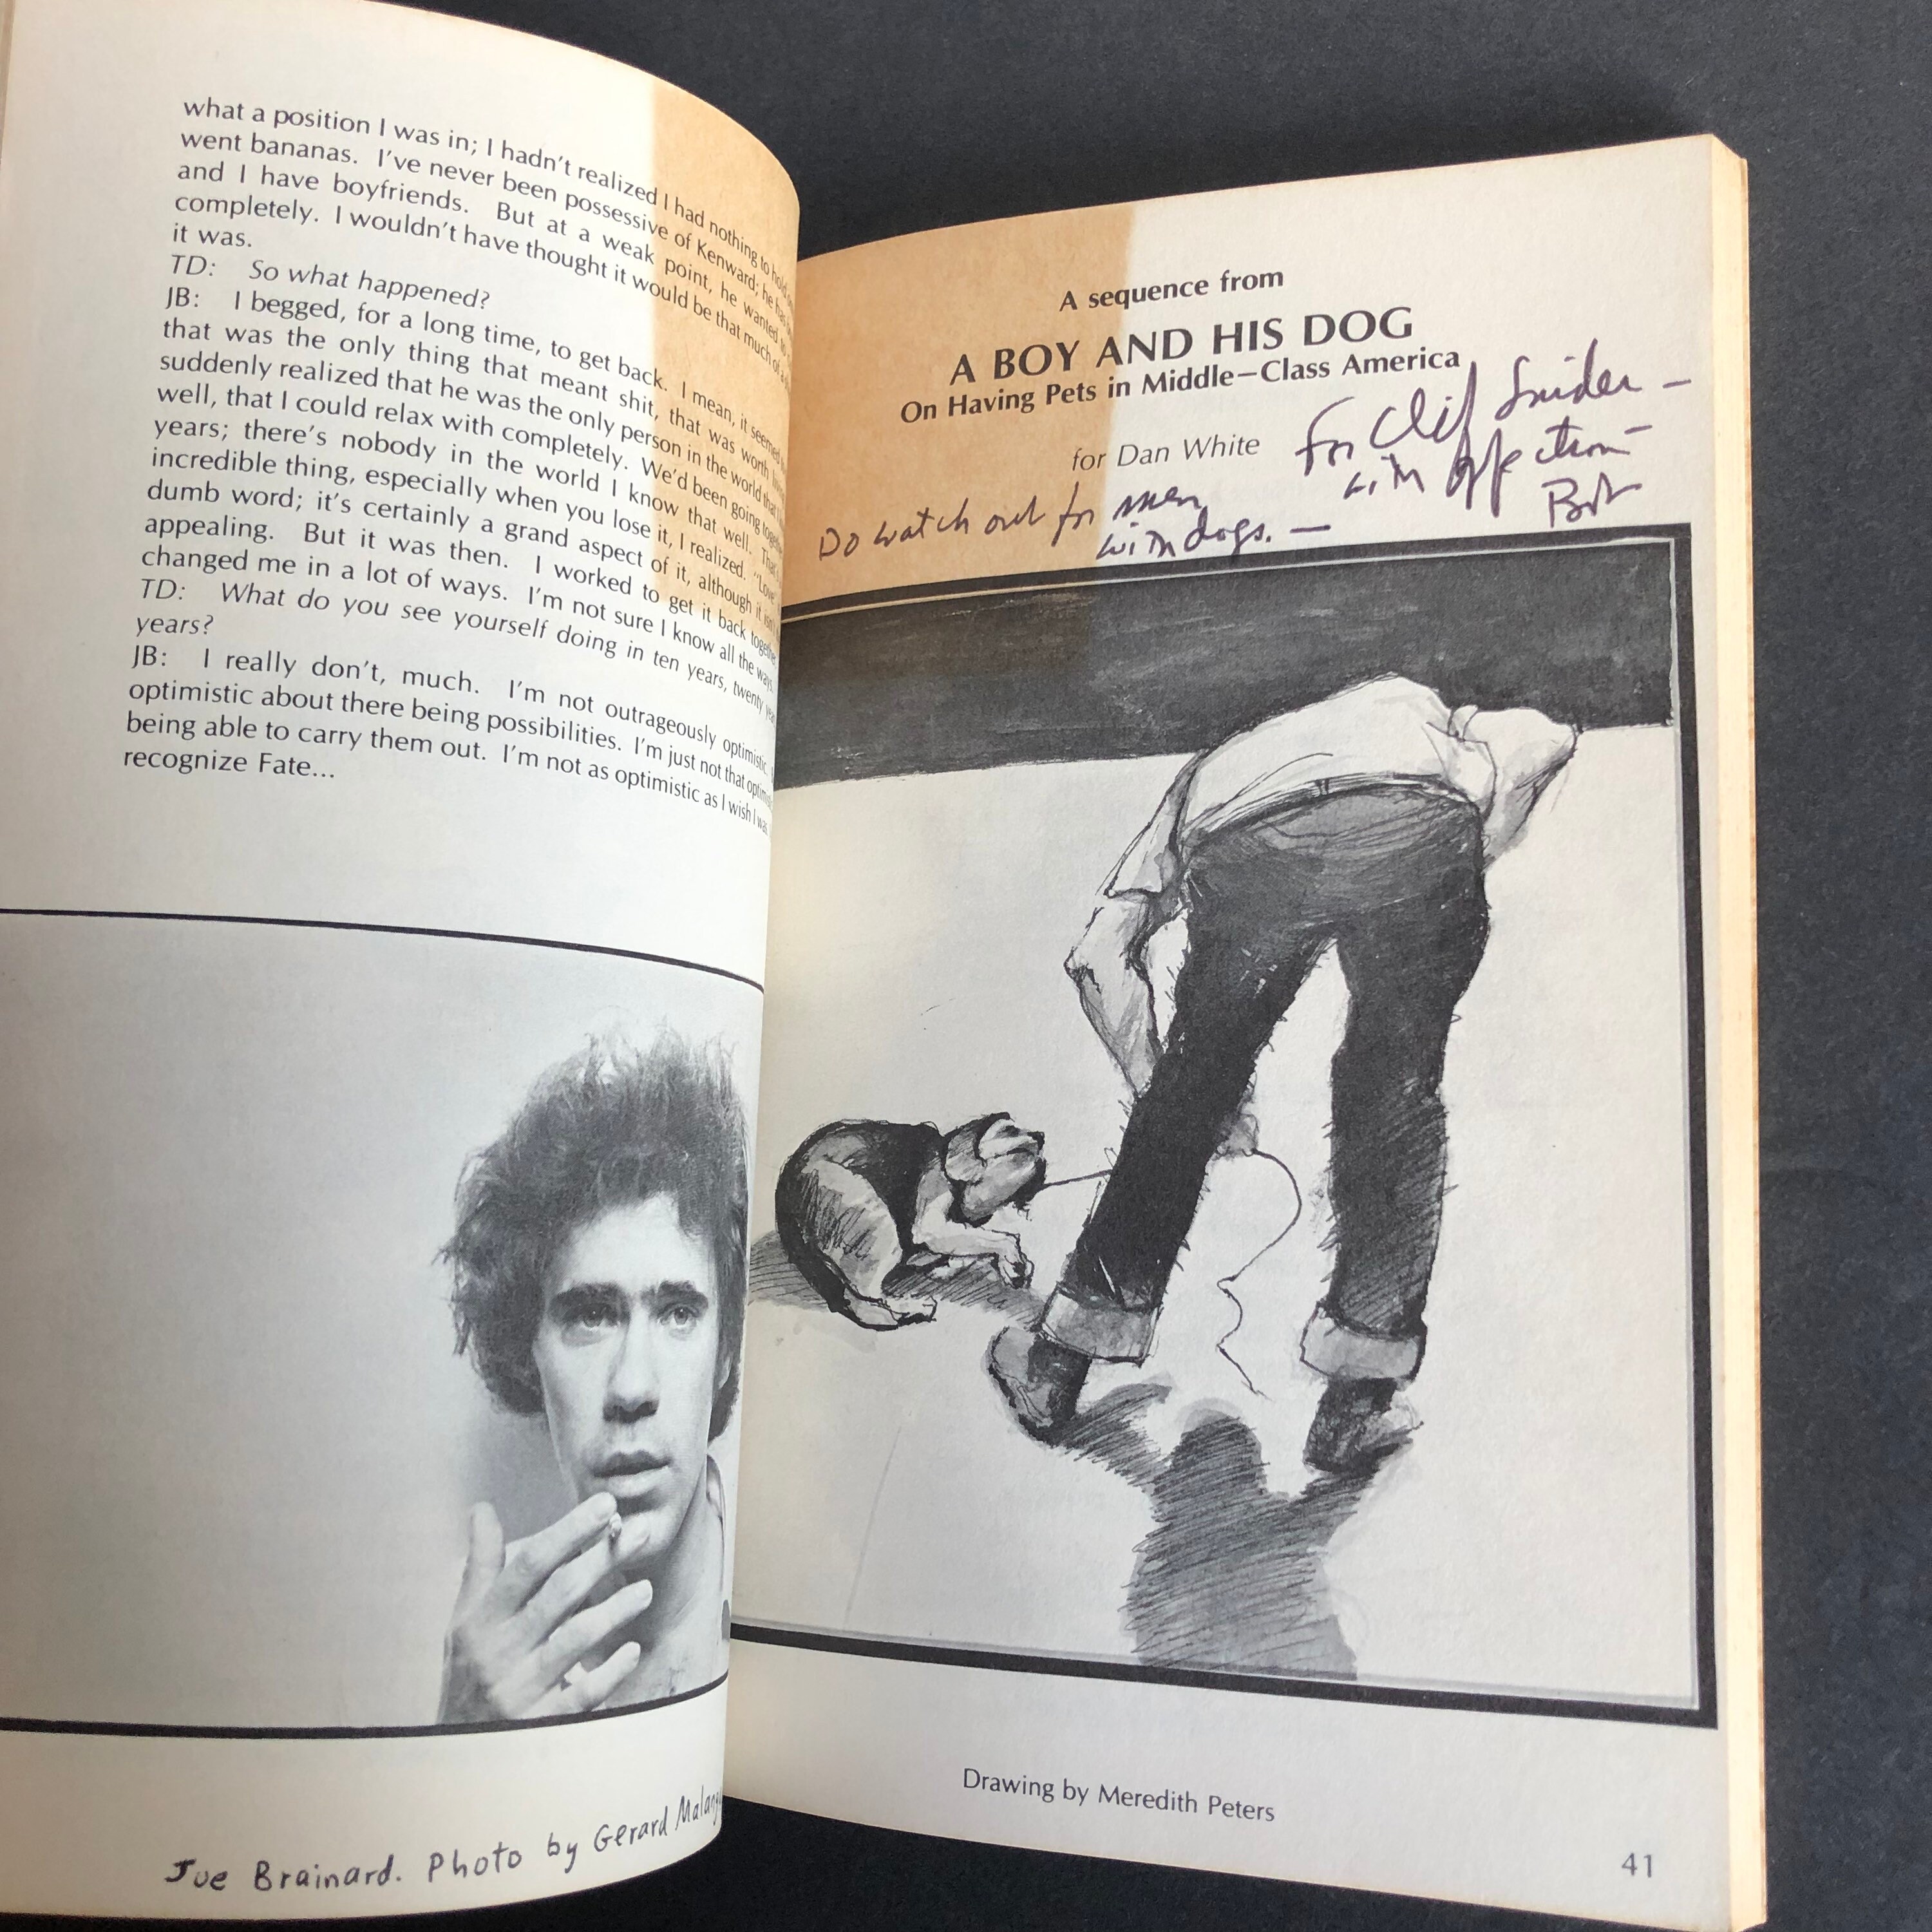 what a position I was in; I hadn't realized I had nothing to hold
went bananas. I've never been possessive of Kenward; he has
and I have boyfriends. But at a weak point, he wanted
completely. I wouldn't have thought it would be that much of a
it was.
TD: So what happened?
JB: I begged, for a long time, to get back. I mean, it seemed
that was the only thing that meant shit, that was worth
suddenly realized that he was the only person in the world that I
well, that I could relax with completely. We'd been going together
years; there's nobody in the world I know that well. That's
incredible thing, especially when you lose it, I realized. "Love"
dumb word; it's certainly a grand aspect of it, although it isn't
appealing. But it was then. I worked to get it back together
changed me in a lot of ways. I'm not sure I know all the ways.
TD: What do you see yourself doing in ten years, twenty
years?
JB: I really don't, much. I'm not outrageously optimistic.
optimistic about there being possibilities. I'm just not that
being able to carry them out. I'm not as optimistic as I wish I was.
recognize Fate...
Joe Brainard. Photo by Gerard
A sequence from
A BOY AND HIS DOG
On Having Pets in Middle—Class America
for Dan White
For Clif Snider —
with affection —
Bob
Do watch out for men
with dogs. —
Drawing by Meredith Peters
41